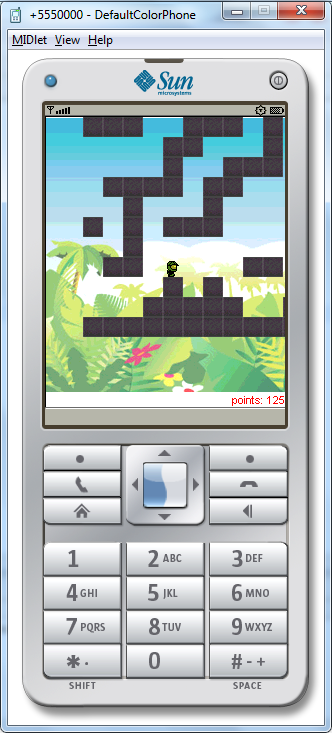 +5550000 - DefaultColorPhone
MIDlet View Help
Sun
microsystems
points: 125
1 2 ABC 3 DEF
4 GHI 5 JKL 6 MNO
7 PQRS 8 TUV 9 WXYZ
* . 0 # - +
SHIFT SPACE